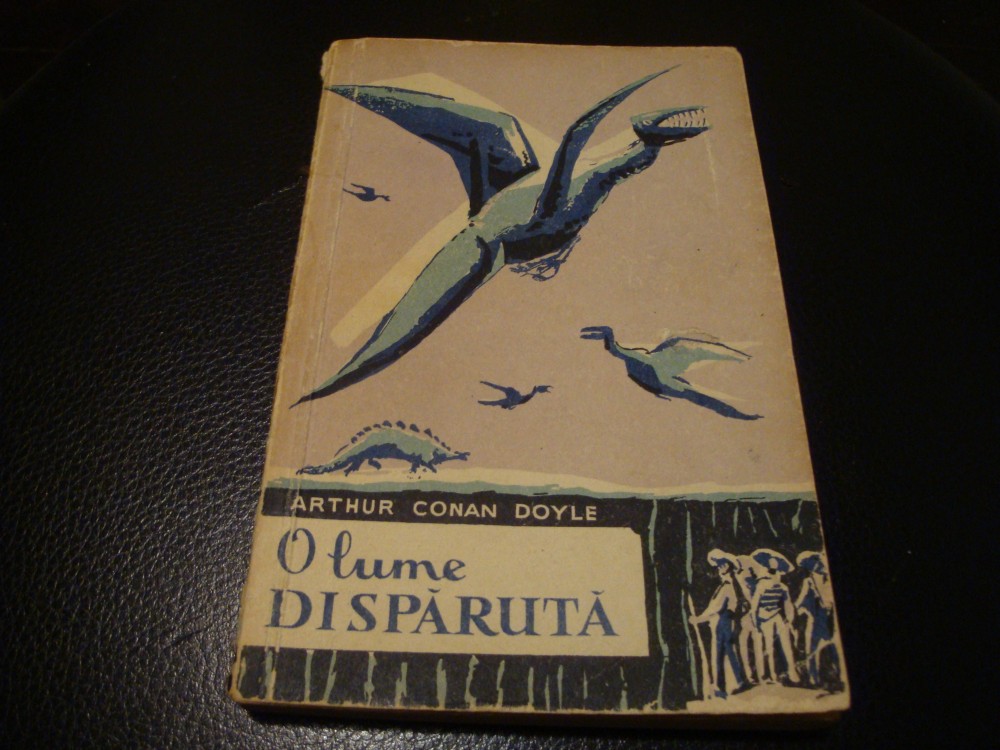 ARTHUR CONAN DOYLE
O lume
DISPĂRUTĂ